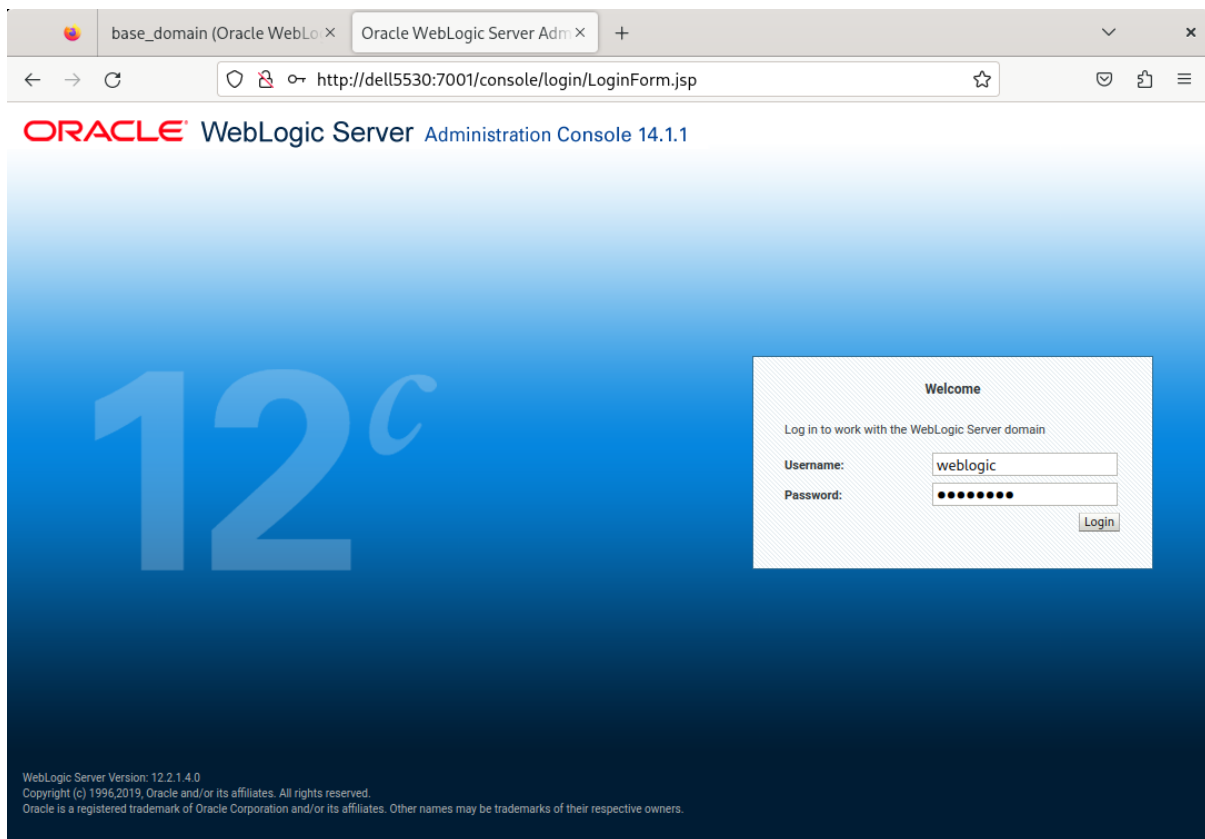 base_domain (Oracle WebLo
Oracle WebLogic Server Adm
http://dell5530:7001/console/login/LoginForm.jsp
ORACLE® WebLogic Server Administration Console 14.1.1
12c
Welcome
Log in to work with the WebLogic Server domain
Username: weblogic
Password: ●●●●●●●●
Login
WebLogic Server Version: 12.2.1.4.0
Copyright (c) 1996,2019, Oracle and/or its affiliates. All rights reserved.
Oracle is a registered trademark of Oracle Corporation and/or its affiliates. Other names may be trademarks of their respective owners.